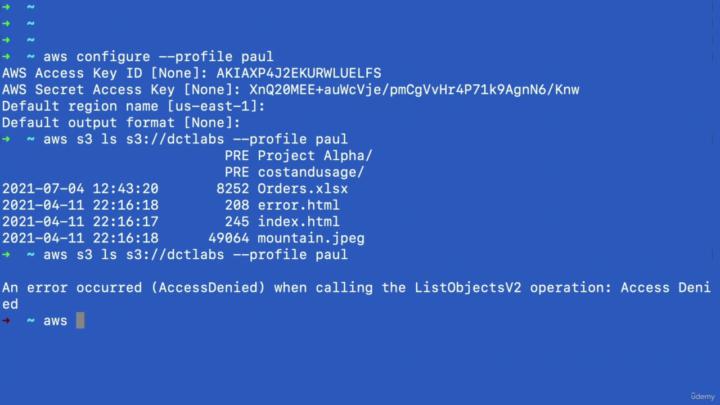 → ~
→ ~
→ ~
→ ~ aws configure --profile paul
AWS Access Key ID [None]: AKIAXP4J2EKURWLUELFS
AWS Secret Access Key [None]: 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
Default region name [us-east-1]:
Default output format [None]:
→ ~ aws s3 ls s3://dctlabs --profile paul
PRE Project Alpha/
PRE costandusage/
2021-07-04 12:43:20 8252 Orders.xlsx
2021-04-11 22:16:18 208 error.html
2021-04-11 22:16:17 245 index.html
2021-04-11 22:16:18 49064 mountain.jpeg
→ ~ aws s3 ls s3://dctlabs --profile paul
An error occurred (AccessDenied) when calling the ListObjectsV2 operation: Access Deni
ed
→ ~ aws
ûdemy